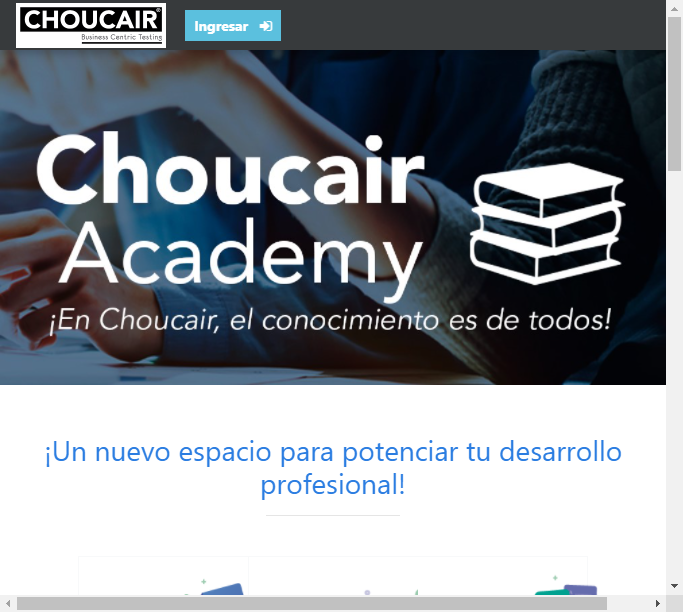 CHOUCAIR®
Business Centric Testing
Ingresar
Choucair
Academy
¡En Choucair, el conocimiento es de todos!
¡Un nuevo espacio para potenciar tu desarrollo
profesional!